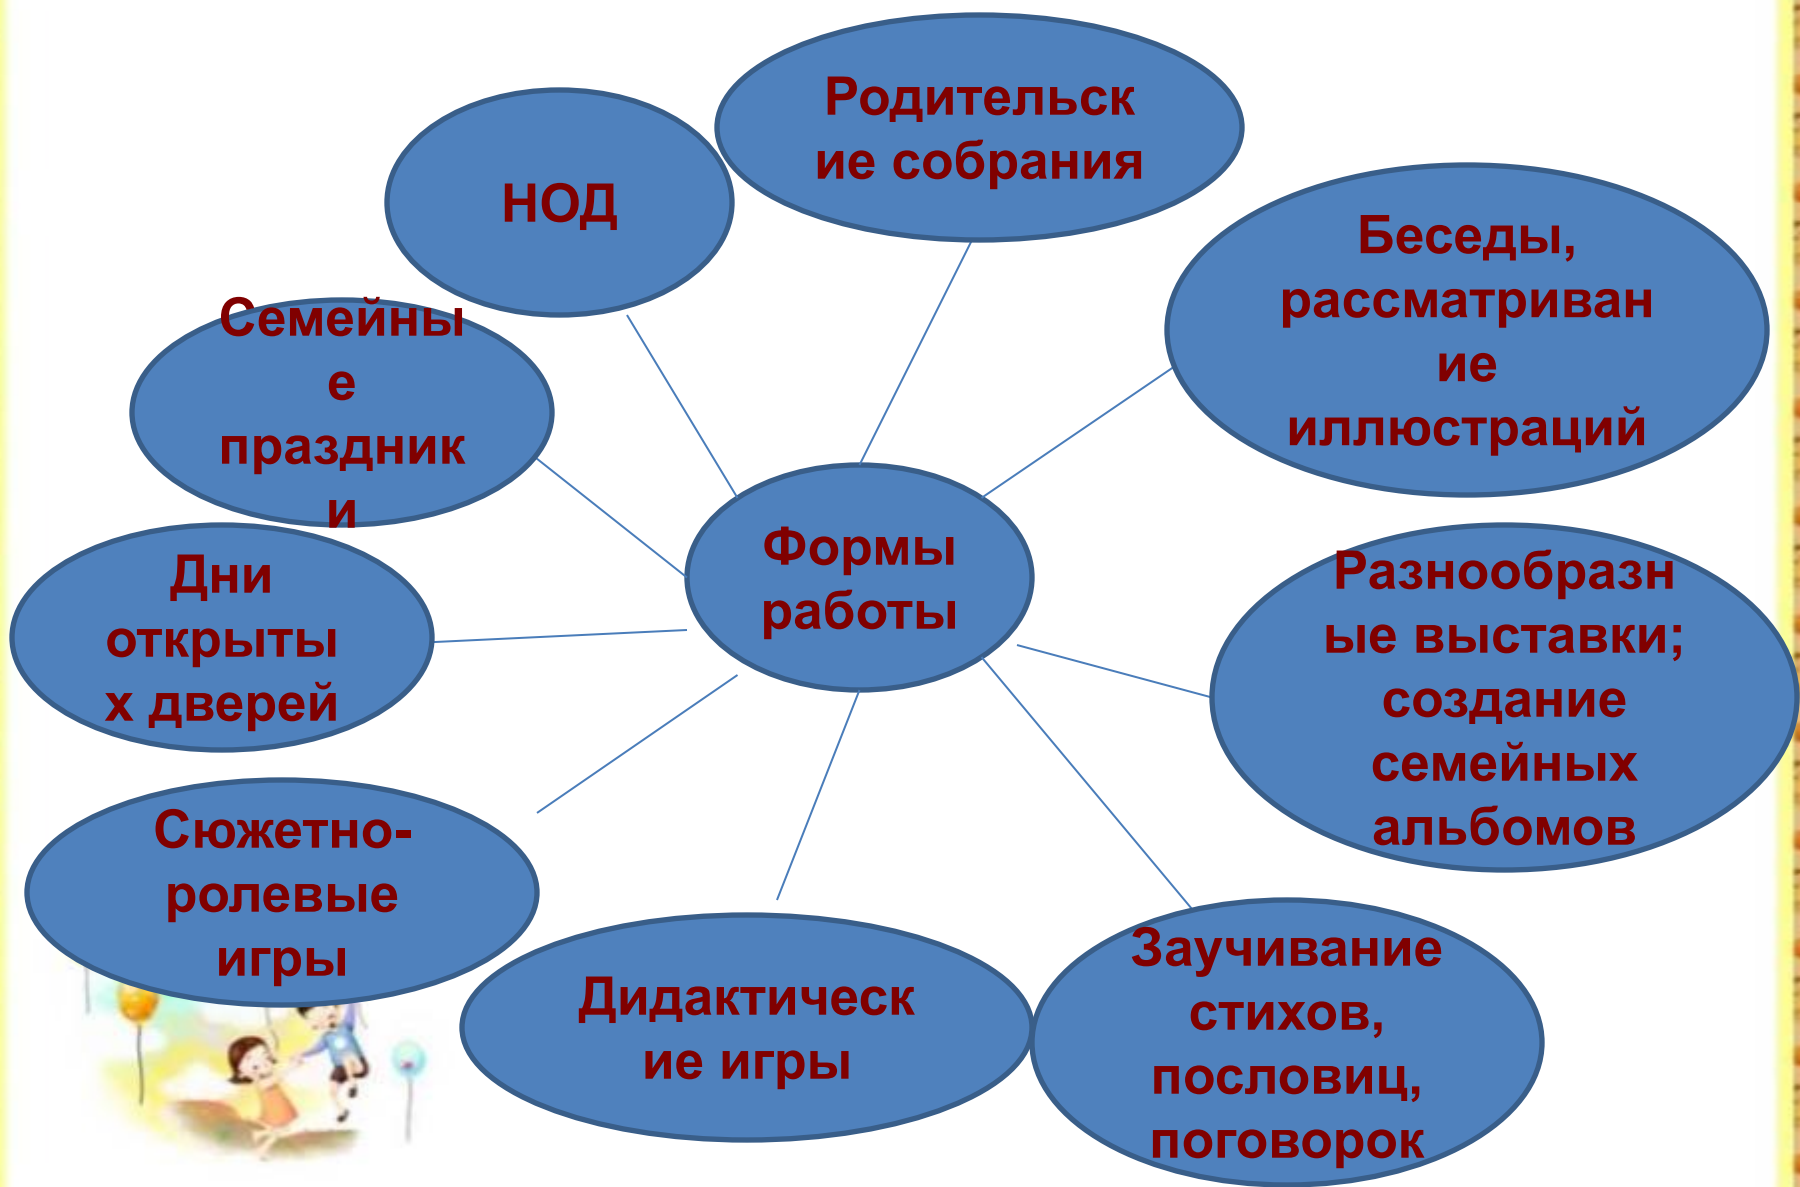 Родительск
ие собрания
НОД
Беседы,
рассматриван
ие
иллюстраций
Семейны
е
праздник
и
Формы
работы
Дни
открыты
х дверей
Разнообразн
ые выставки;
создание
семейных
альбомов
Сюжетно-
ролевые
игры
Дидактическ
ие игры
Заучивание
стихов,
пословиц,
поговорок